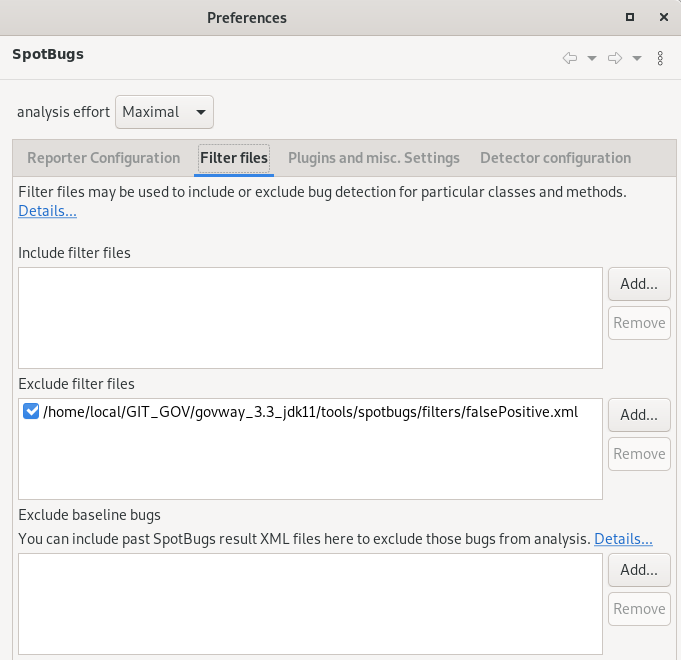 Preferences
SpotBugs
analysis effort Maximal
Reporter Configuration Filter files Plugins and misc. Settings Detector configuration
Filter files may be used to include or exclude bug detection for particular classes and methods.
Details...
Include filter files
Add...
Remove
Exclude filter files
/home/local/GIT_GOV/govway_3.3_jdk11/tools/spotbugs/filters/falsePositive.xml
Add...
Remove
Exclude baseline bugs
You can include past SpotBugs result XML files here to exclude those bugs from analysis. Details...
Add...
Remove